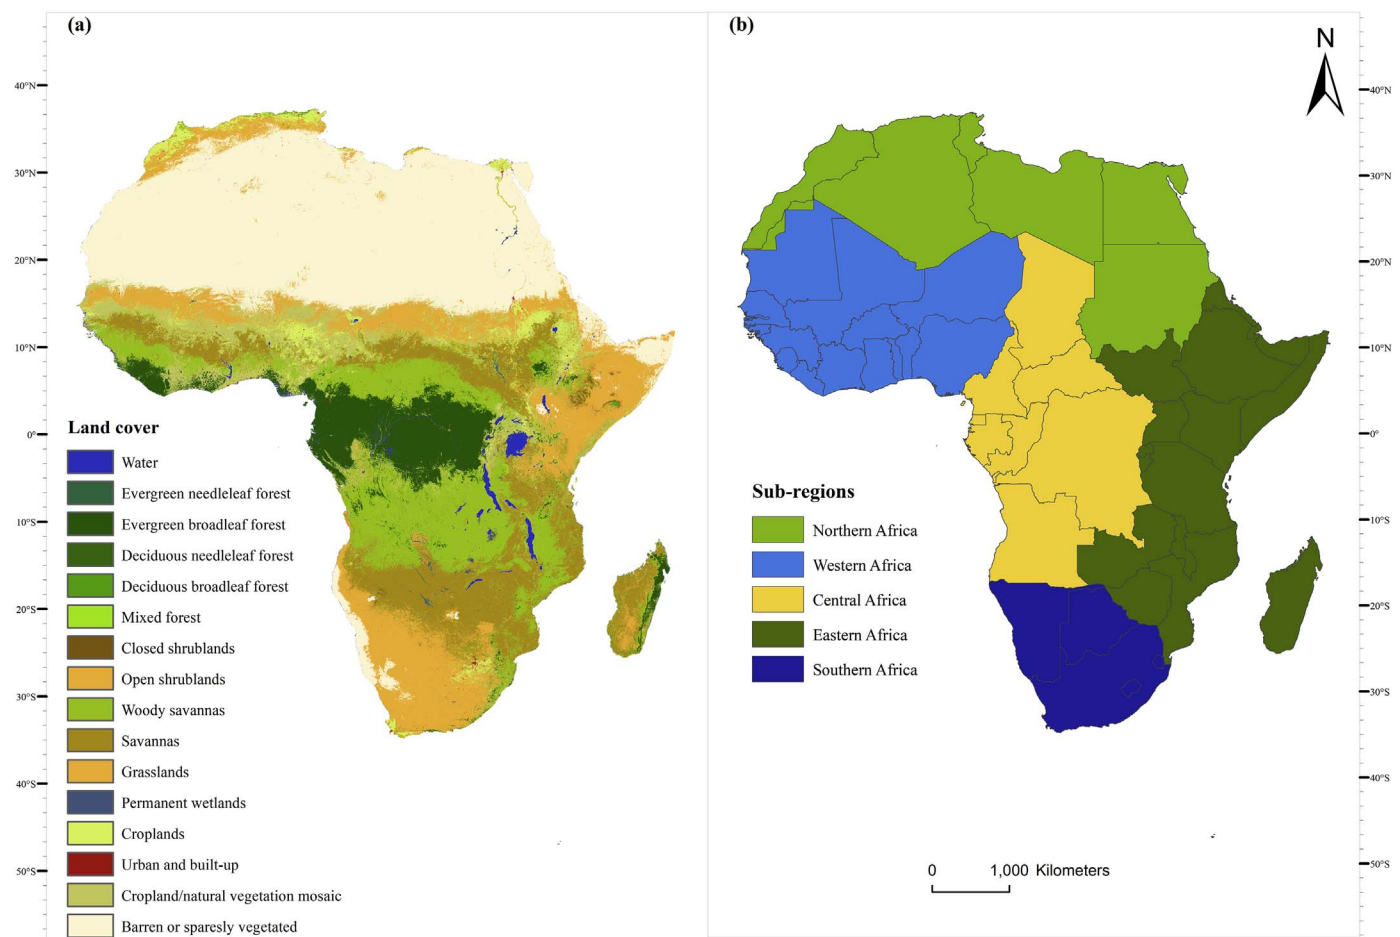 (a)
(b)
N
40°N
30°N
20°N
10°N
0°
10°S
20°S
30°S
40°S
50°S
Land cover
Water
Evergreen needleleaf forest
Evergreen broadleaf forest
Deciduous needleleaf forest
Deciduous broadleaf forest
Mixed forest
Closed shrublands
Open shrublands
Woody savannas
Savannas
Grasslands
Permanent wetlands
Croplands
Urban and built-up
Cropland/natural vegetation mosaic
Barren or sparesly vegetated
Sub-regions
Northern Africa
Western Africa
Central Africa
Eastern Africa
Southern Africa
0 1,000 Kilometers
40°N
30°N
20°N
10°N
0°
10°S
20°S
30°S
40°S
50°S